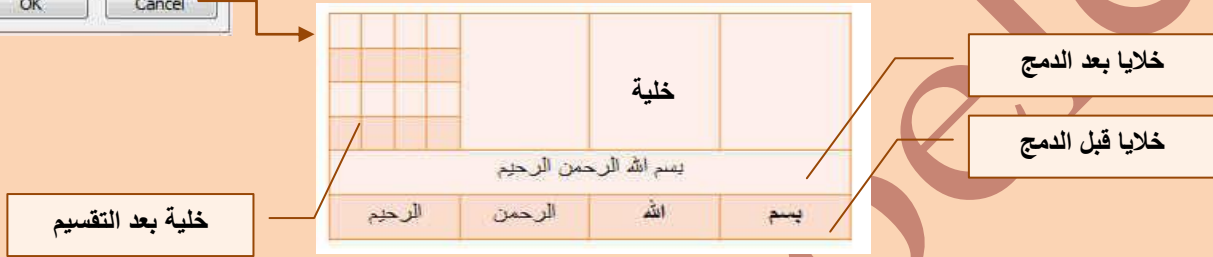 OK
Cancel
خلايا بعد الدمج
خلية
خلايا قبل الدمج
بسم الله الرحمن الرحيم
بسم
الله
الرحمن
الرحيم
خلية بعد التقسيم